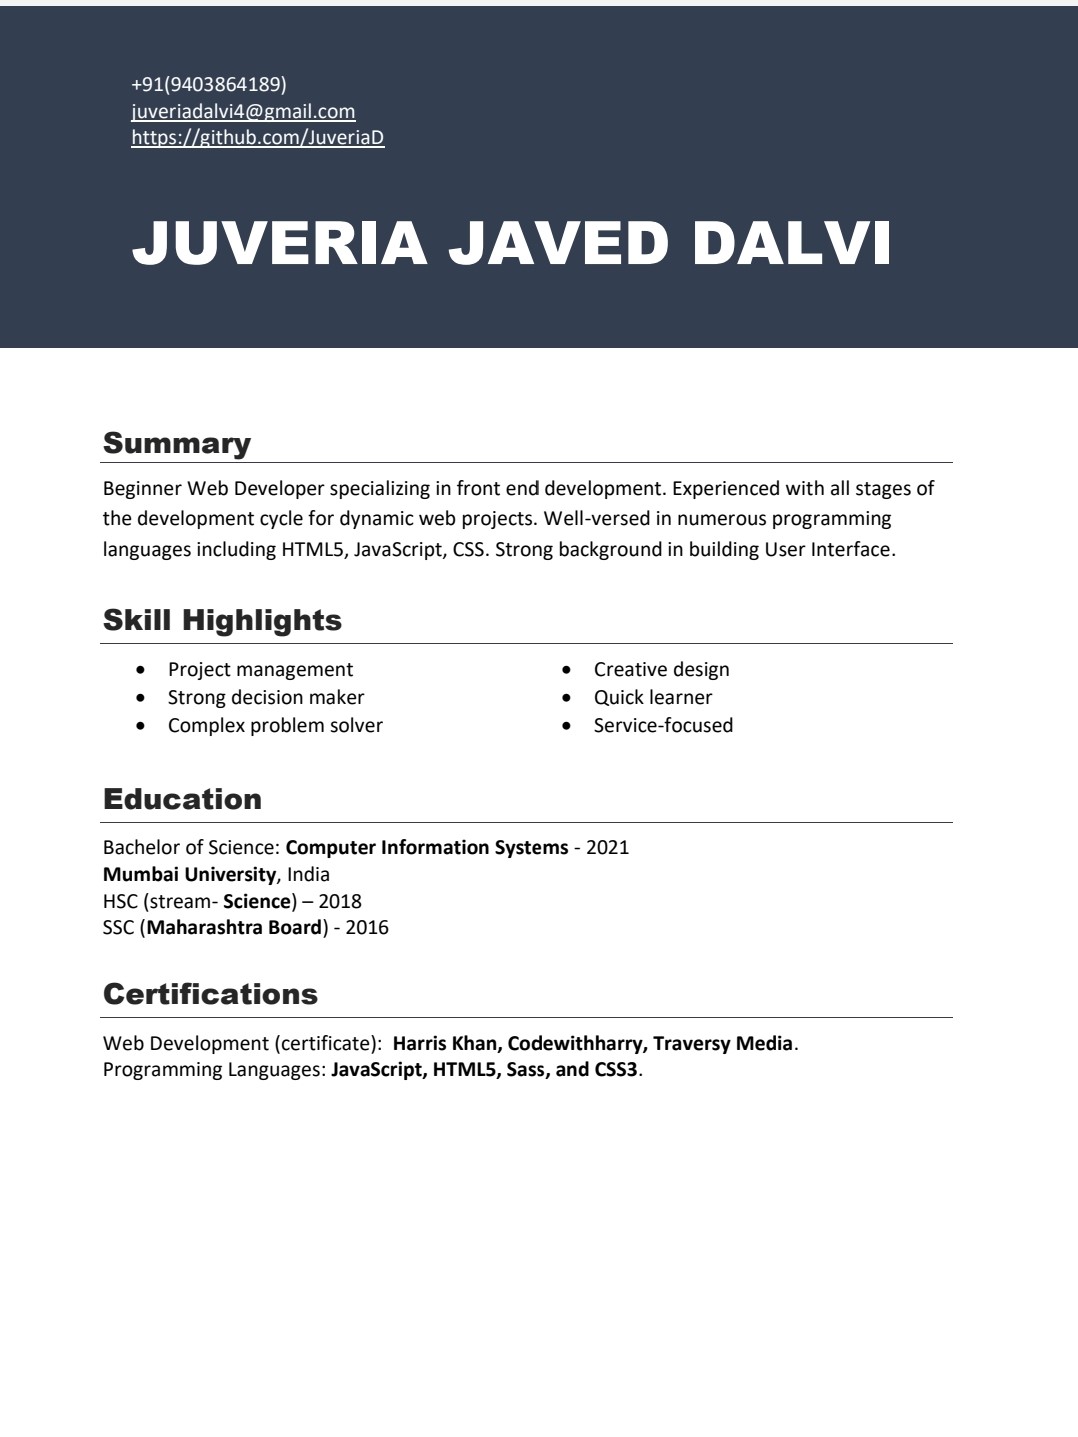 +91(9403864189)
juveriadalvi4@gmail.com
https://github.com/JuveriaD
JUVERIA JAVED DALVI
Summary
Beginner Web Developer specializing in front end development. Experienced with all stages of
the development cycle for dynamic web projects. Well-versed in numerous programming
languages including HTML5, JavaScript, CSS. Strong background in building User Interface.
Skill Highlights
• Project management
• Strong decision maker
• Complex problem solver
• Creative design
• Quick learner
• Service-focused
Education
Bachelor of Science: Computer Information Systems - 2021
Mumbai University, India
HSC (stream- Science) – 2018
SSC (Maharashtra Board) - 2016
Certifications
Web Development (certificate):  Harris Khan, Codewithharry, Traversy Media.
Programming Languages: JavaScript, HTML5, Sass, and CSS3.